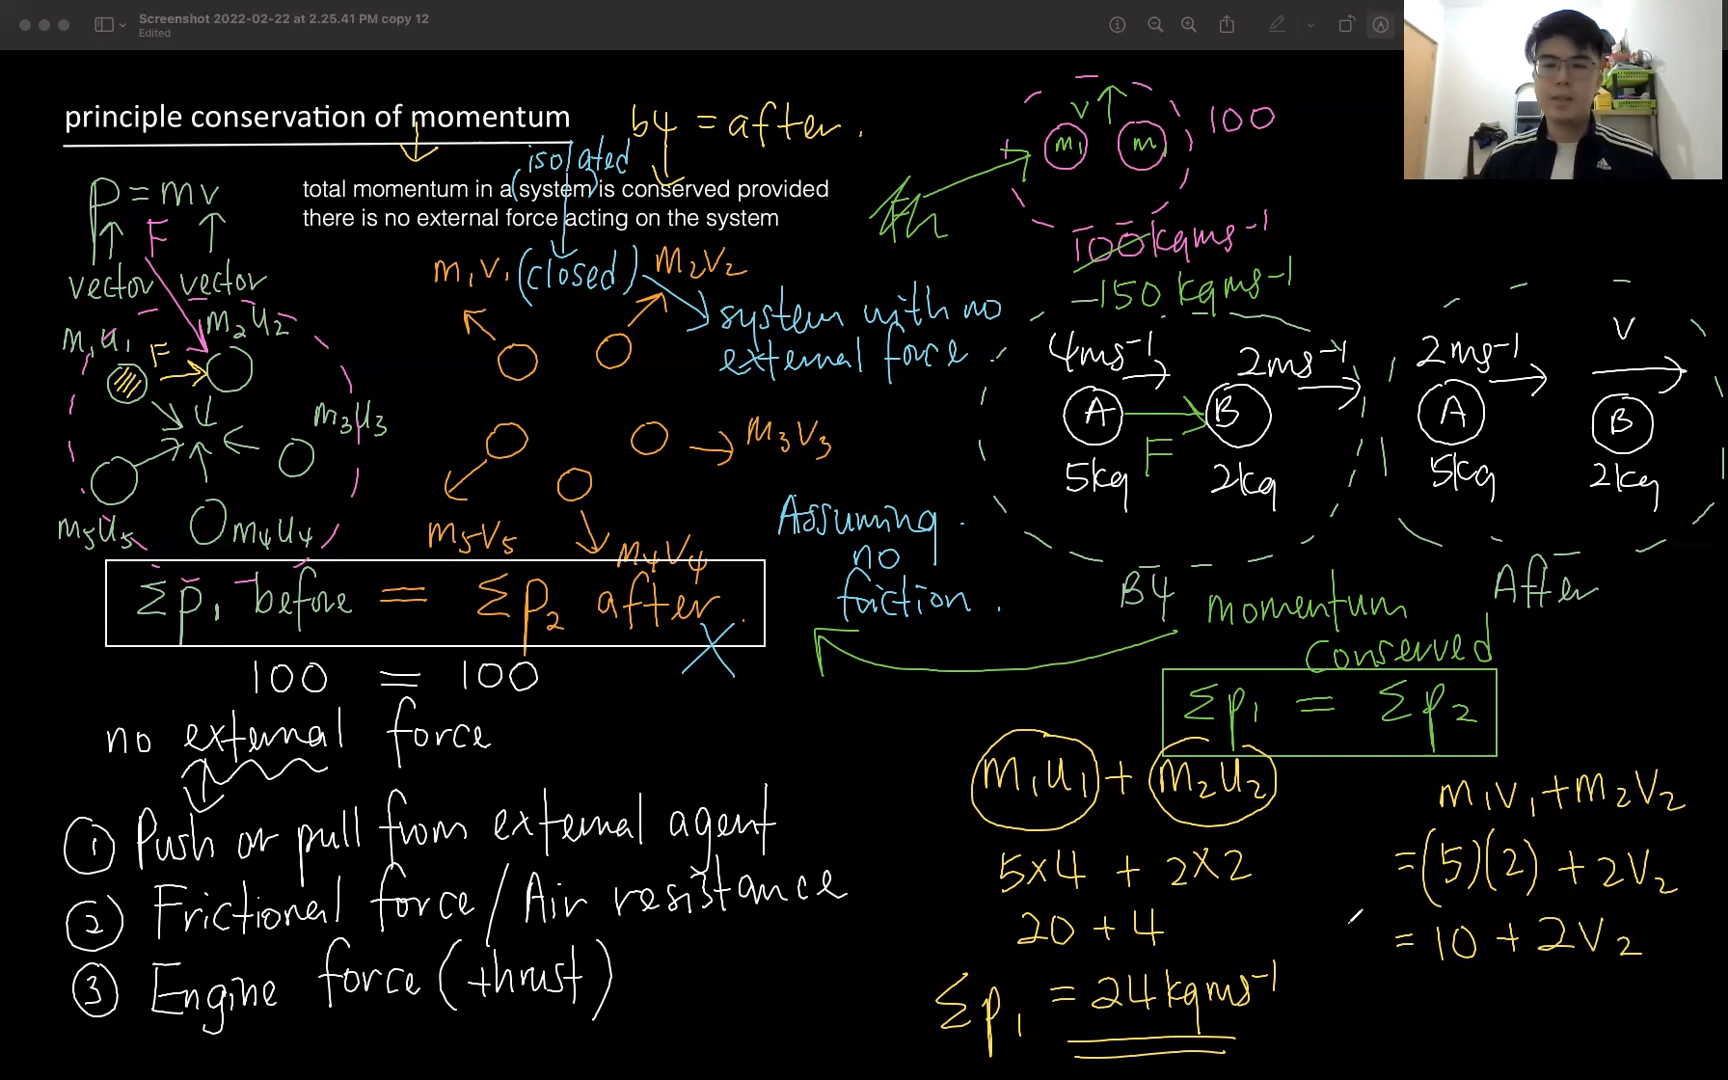 Screenshot 2022-02-22 at 2.25.41 PM copy 12
Edited
principle conservation of momentum
b4 = after.
isolated
total momentum in a (system) is conserved provided
there is no external force acting on the system
p = mv
F
vector vector
m₁u₁
m₂u₂
F
m₃u₃
m₅u₅
m₄u₄
m₁v₁
(closed)
m₂v₂
system with no
external force.
m₃v₃
m₅v₅
m₄v₄
Assuming
no
friction.
Σp₁ before = Σp₂ after.
100 = 100
no external force
① Push or pull from external agent
② Frictional force / Air resistance
③ Engine force (thrust)
v
m₁ m
100
100 kgms⁻¹
-150 kgms⁻¹
4ms⁻¹
2ms⁻¹
A
B
F
5kg
2kg
B4
2ms⁻¹
v
A
B
5kg
2kg
After
momentum
conserved
Σp₁ = Σp₂
m₁u₁ + m₂u₂
5x4 + 2x2
20 + 4
Σp₁ = 24kgms⁻¹
m₁v₁ + m₂v₂
= (5)(2) + 2v₂
= 10 + 2v₂